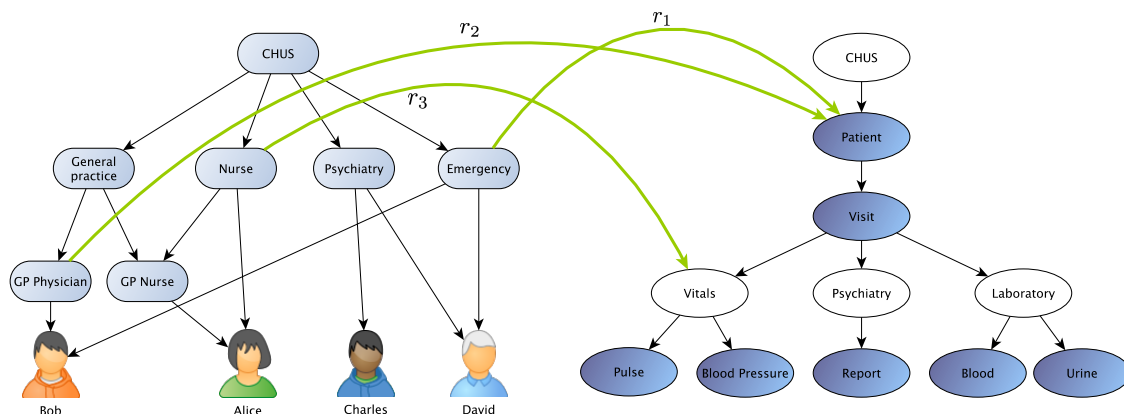 r1
r2
CHUS
CHUS
r3
Patient
General
practice
Nurse
Psychiatry
Emergency
Visit
GP Physician
GP Nurse
Vitals
Psychiatry
Laboratory
Pulse
Blood Pressure
Report
Blood
Urine
Bob
Alice
Charles
David